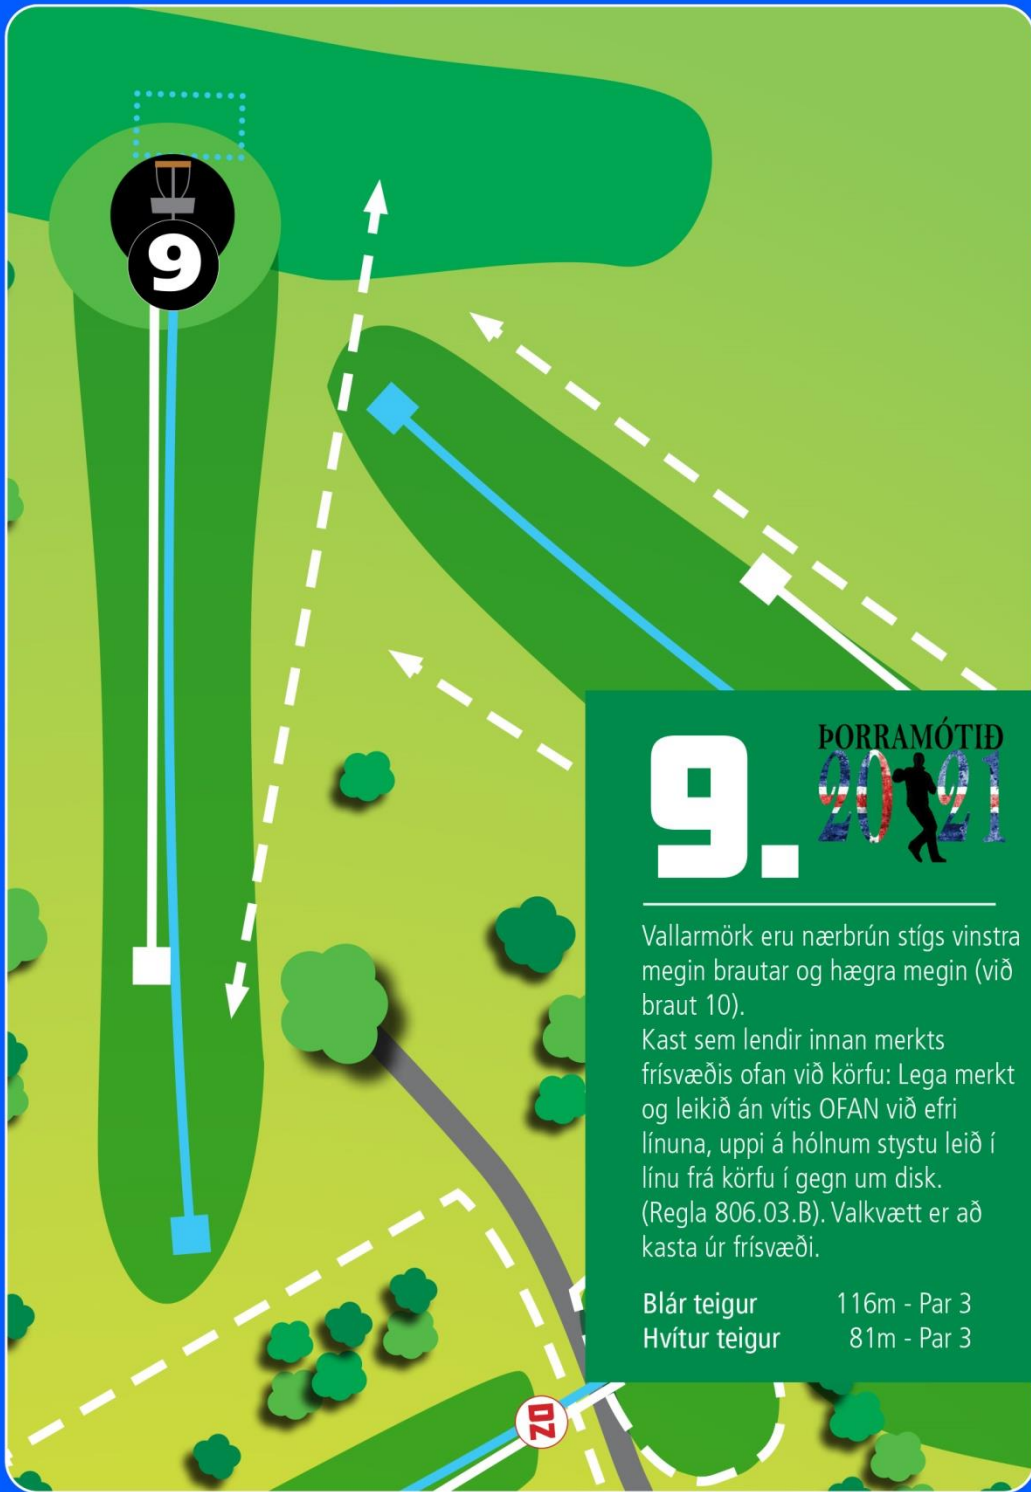 9
9.
ÞORRAMÓTIÐ
2021
Vallarmörk eru nærbrún stígs vinstra
megin brautar og hægra megin (við
braut 10).
Kast sem lendir innan merkts
frísvæðis ofan við körfu: Lega merkt
og leikið án vítis OFAN við efri
línuna, uppi á hólnum stystu leið í
línu frá körfu í gegn um disk.
(Regla 806.03.B). Valkvætt er að
kasta úr frísvæði.
Blár teigur 116m - Par 3
Hvítur teigur 81m - Par 3
DZ